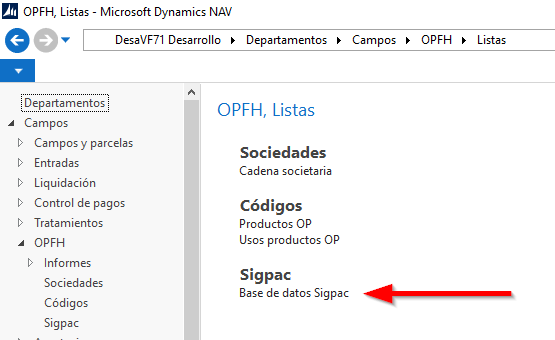 OPFH, Listas - Microsoft Dynamics NAV
DesaVF71 Desarrollo Departamentos Campos OPFH Listas
Departamentos
Campos
Campos y parcelas
Entradas
Liquidación
Control de pagos
Tratamientos
OPFH
Informes
Sociedades
Códigos
Sigpac
OPFH, Listas
Sociedades
Cadena societaria
Códigos
Productos OP
Usos productos OP
Sigpac
Base de datos Sigpac